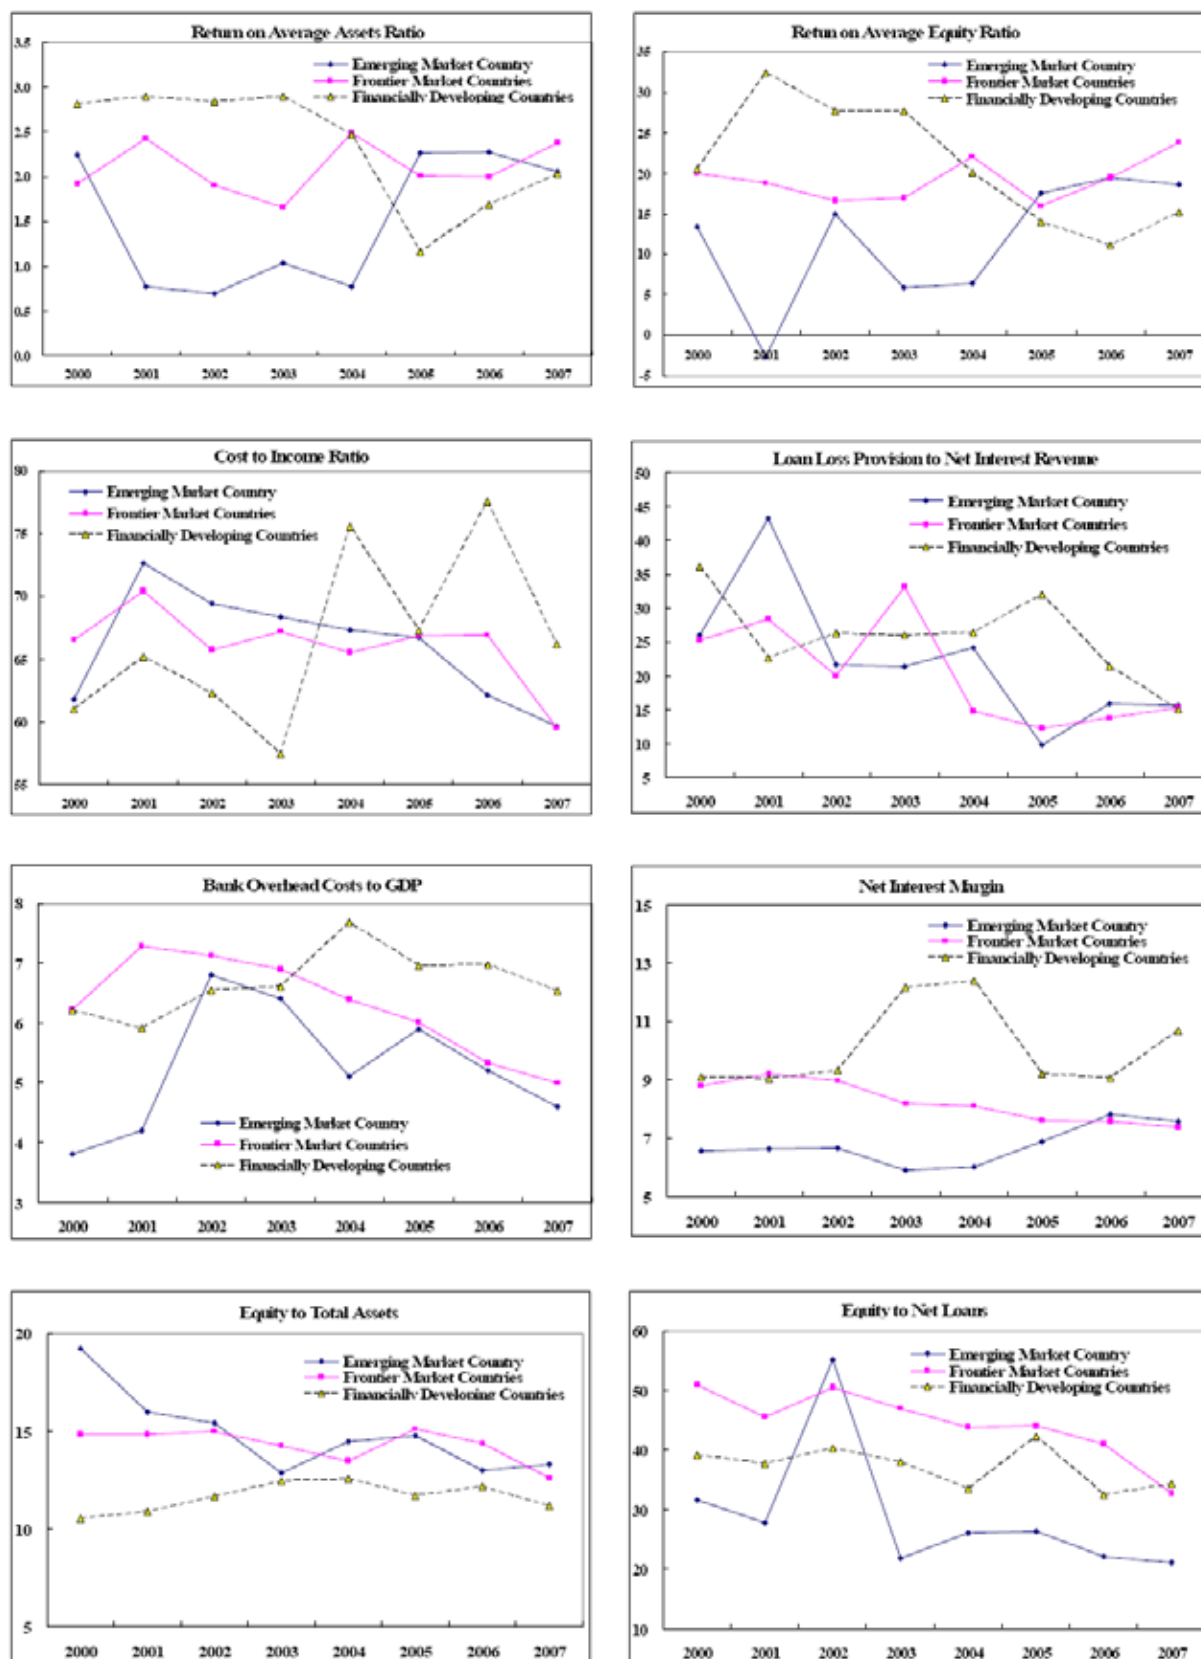 Return on Average Assets Ratio
3.5
3.0
2.5
2.0
1.5
1.0
0.5
0.0
Emerging Market Country
Frontier Market Countries
Financially Developing Countries
2000 2001 2002 2003 2004 2005 2006 2007
Retun on Average Equity Ratio
35
30
25
20
15
10
5
0
-5
Emerging Market Country
Frontier Market Countries
Financially Developing Countries
2000 2001 2002 2003 2004 2005 2006 2007
Cost to Income Ratio
80
75
70
65
60
55
Emerging Market Country
Frontier Market Countries
Financially Developing Countries
2000 2001 2002 2003 2004 2005 2006 2007
Loan Loss Provision to Net Interest Revenue
50
45
40
35
30
25
20
15
10
5
Emerging Market Country
Frontier Market Countries
Financially Developing Countries
2000 2001 2002 2003 2004 2005 2006 2007
Bank Overhead Costs to GDP
8
7
6
5
4
3
Emerging Market Country
Frontier Market Countries
Financially Developing Countries
2000 2001 2002 2003 2004 2005 2006 2007
Net Interest Margin
15
13
11
9
7
5
Emerging Market Country
Frontier Market Countries
Financially Developing Countries
2000 2001 2002 2003 2004 2005 2006 2007
Equity to Total Assets
20
15
10
5
Emerging Market Country
Frontier Market Countries
Financially Developing Countries
2000 2001 2002 2003 2004 2005 2006 2007
Equity to Net Loans
60
50
40
30
20
10
Emerging Market Country
Frontier Market Countries
Financially Developing Countries
2000 2001 2002 2003 2004 2005 2006 2007